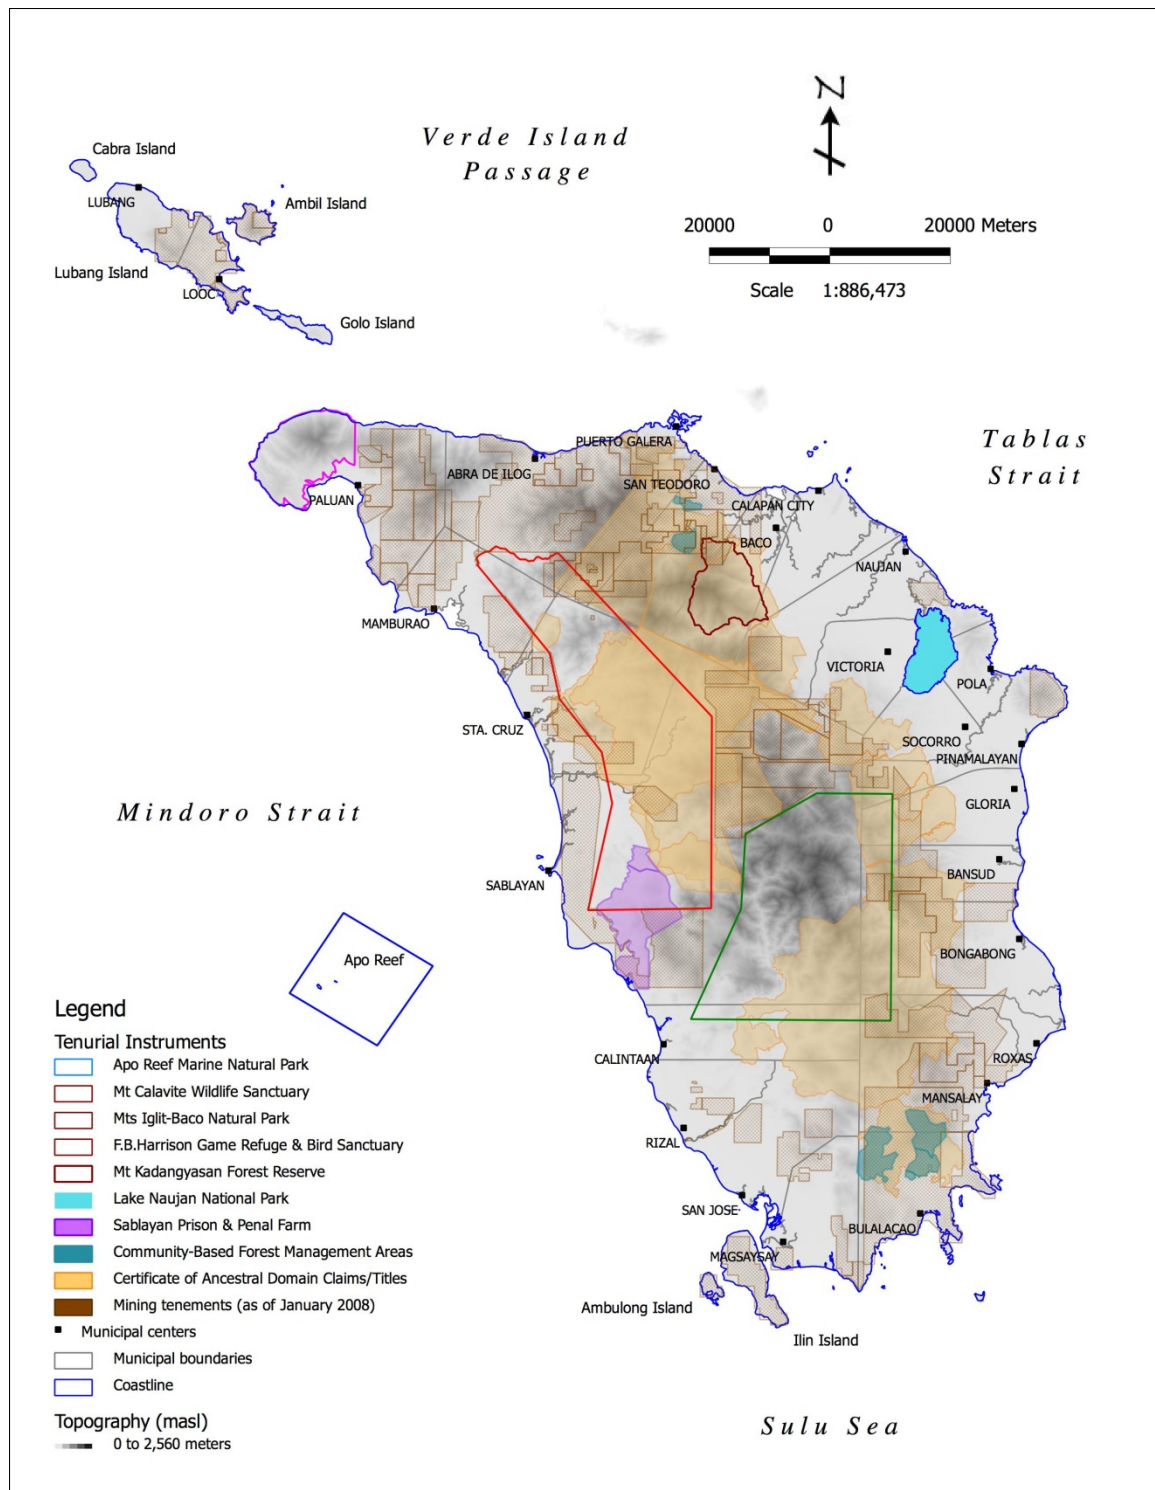 Z
Verde Island
Passage
Cabra Island
LUBANG
Ambil Island
Lubang Island
LOOC
Golo Island
20000 0 20000 Meters
Scale 1:886,473
Tablas
Strait
PUERTO GALERA
ABRA DE ILOG
SAN TEODORO
PALUAN
CALAPAN CITY
BACO
NAUJAN
MAMBURAO
VICTORIA
POLA
STA. CRUZ
SOCORRO
PINAMALAYAN
Mindoro Strait
GLORIA
SABLAYAN
BANSUD
BONGABONG
Apo Reef
CALINTAAN
ROXAS
MANSALAY
RIZAL
SAN JOSE
BULALACAO
MAGSAYSAY
Ambulong Island
Ilin Island
Sulu Sea
Legend
Tenurial Instruments
Apo Reef Marine Natural Park
Mt Calavite Wildlife Sanctuary
Mts Iglit-Baco Natural Park
F.B.Harrison Game Refuge & Bird Sanctuary
Mt Kadangyasan Forest Reserve
Lake Naujan National Park
Sablayan Prison & Penal Farm
Community-Based Forest Management Areas
Certificate of Ancestral Domain Claims/Titles
Mining tenements (as of January 2008)
Municipal centers
Municipal boundaries
Coastline
Topography (masl)
0 to 2,560 meters